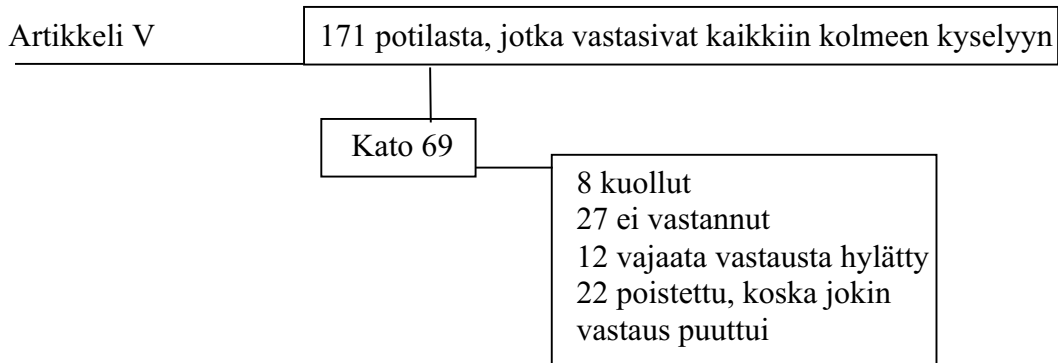 Artikkeli V
171 potilasta, jotka vastasivat kaikkiin kolmeen kyselyyn
Kato 69
8 kuollut
27 ei vastannut
12 vajaata vastausta hylätty
22 poistettu, koska jokin
vastaus puuttui